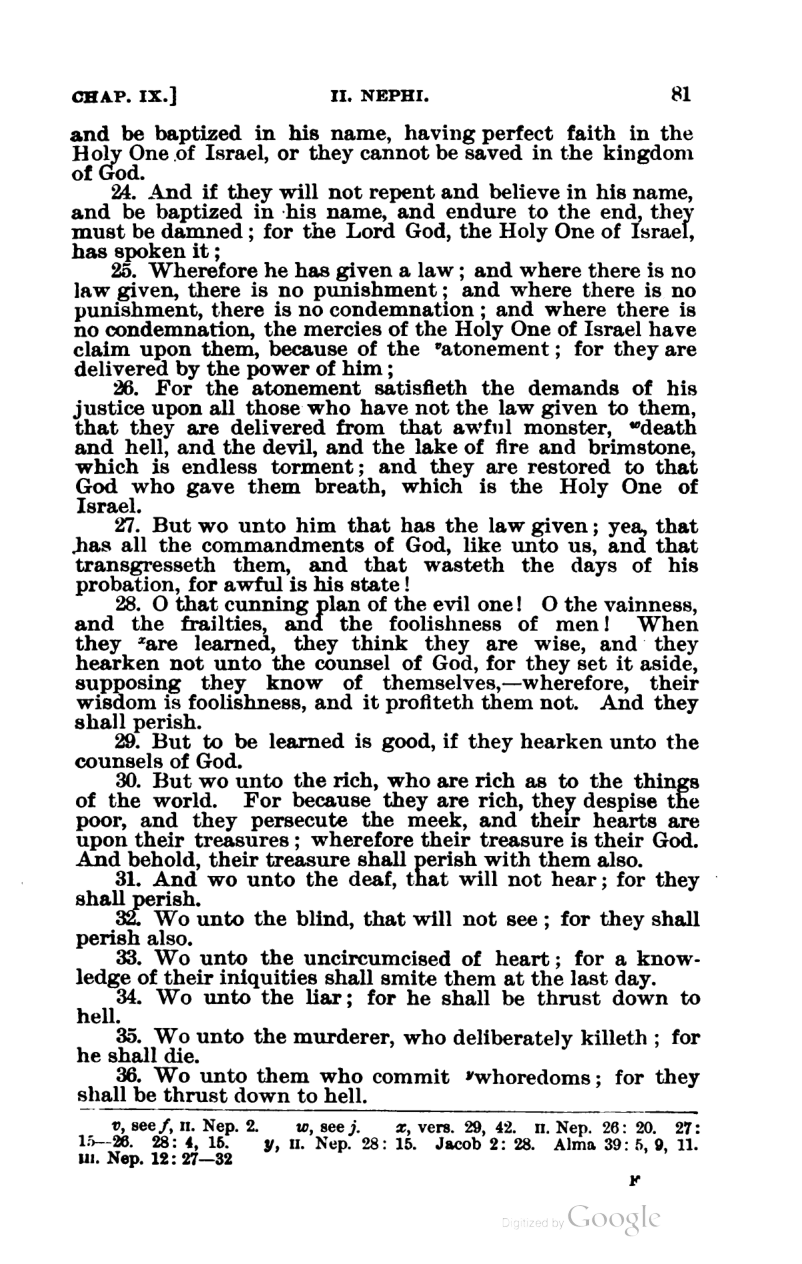 CHAP. IX.] II. NEPHI. 81
and be baptized in his name, having perfect faith in the
Holy One of Israel, or they cannot be saved in the kingdom
of God.
24. And if they will not repent and believe in his name,
and be baptized in his name, and endure to the end, they
must be damned; for the Lord God, the Holy One of Israel,
has spoken it;
25. Wherefore he has given a law; and where there is no
law given, there is no punishment; and where there is no
punishment, there is no condemnation; and where there is
no condemnation, the mercies of the Holy One of Israel have
claim upon them, because of the ᵛatonement; for they are
delivered by the power of him;
26. For the atonement satisfieth the demands of his
justice upon all those who have not the law given to them,
that they are delivered from that awful monster, ʷdeath
and hell, and the devil, and the lake of fire and brimstone,
which is endless torment; and they are restored to that
God who gave them breath, which is the Holy One of
Israel.
27. But wo unto him that has the law given; yea, that
has all the commandments of God, like unto us, and that
transgresseth them, and that wasteth the days of his
probation, for awful is his state!
28. O that cunning plan of the evil one! O the vainness,
and the frailties, and the foolishness of men! When
they ˣare learned, they think they are wise, and they
hearken not unto the counsel of God, for they set it aside,
supposing they know of themselves,—wherefore, their
wisdom is foolishness, and it profiteth them not. And they
shall perish.
29. But to be learned is good, if they hearken unto the
counsels of God.
30. But wo unto the rich, who are rich as to the things
of the world. For because they are rich, they despise the
poor, and they persecute the meek, and their hearts are
upon their treasures; wherefore their treasure is their God.
And behold, their treasure shall perish with them also.
31. And wo unto the deaf, that will not hear; for they
shall perish.
32. Wo unto the blind, that will not see; for they shall
perish also.
33. Wo unto the uncircumcised of heart; for a know-
ledge of their iniquities shall smite them at the last day.
34. Wo unto the liar; for he shall be thrust down to
hell.
35. Wo unto the murderer, who deliberately killeth; for
he shall die.
36. Wo unto them who commit ʸwhoredoms; for they
shall be thrust down to hell.
v, see f, II. Nep. 2. w, see j. x, vers. 29, 42. II. Nep. 26: 20. 27:
15—26. 28: 4, 15. y, II. Nep. 28: 15. Jacob 2: 28. Alma 39: 5, 9, 11.
III. Nep. 12: 27—32
F
Digitized by Google